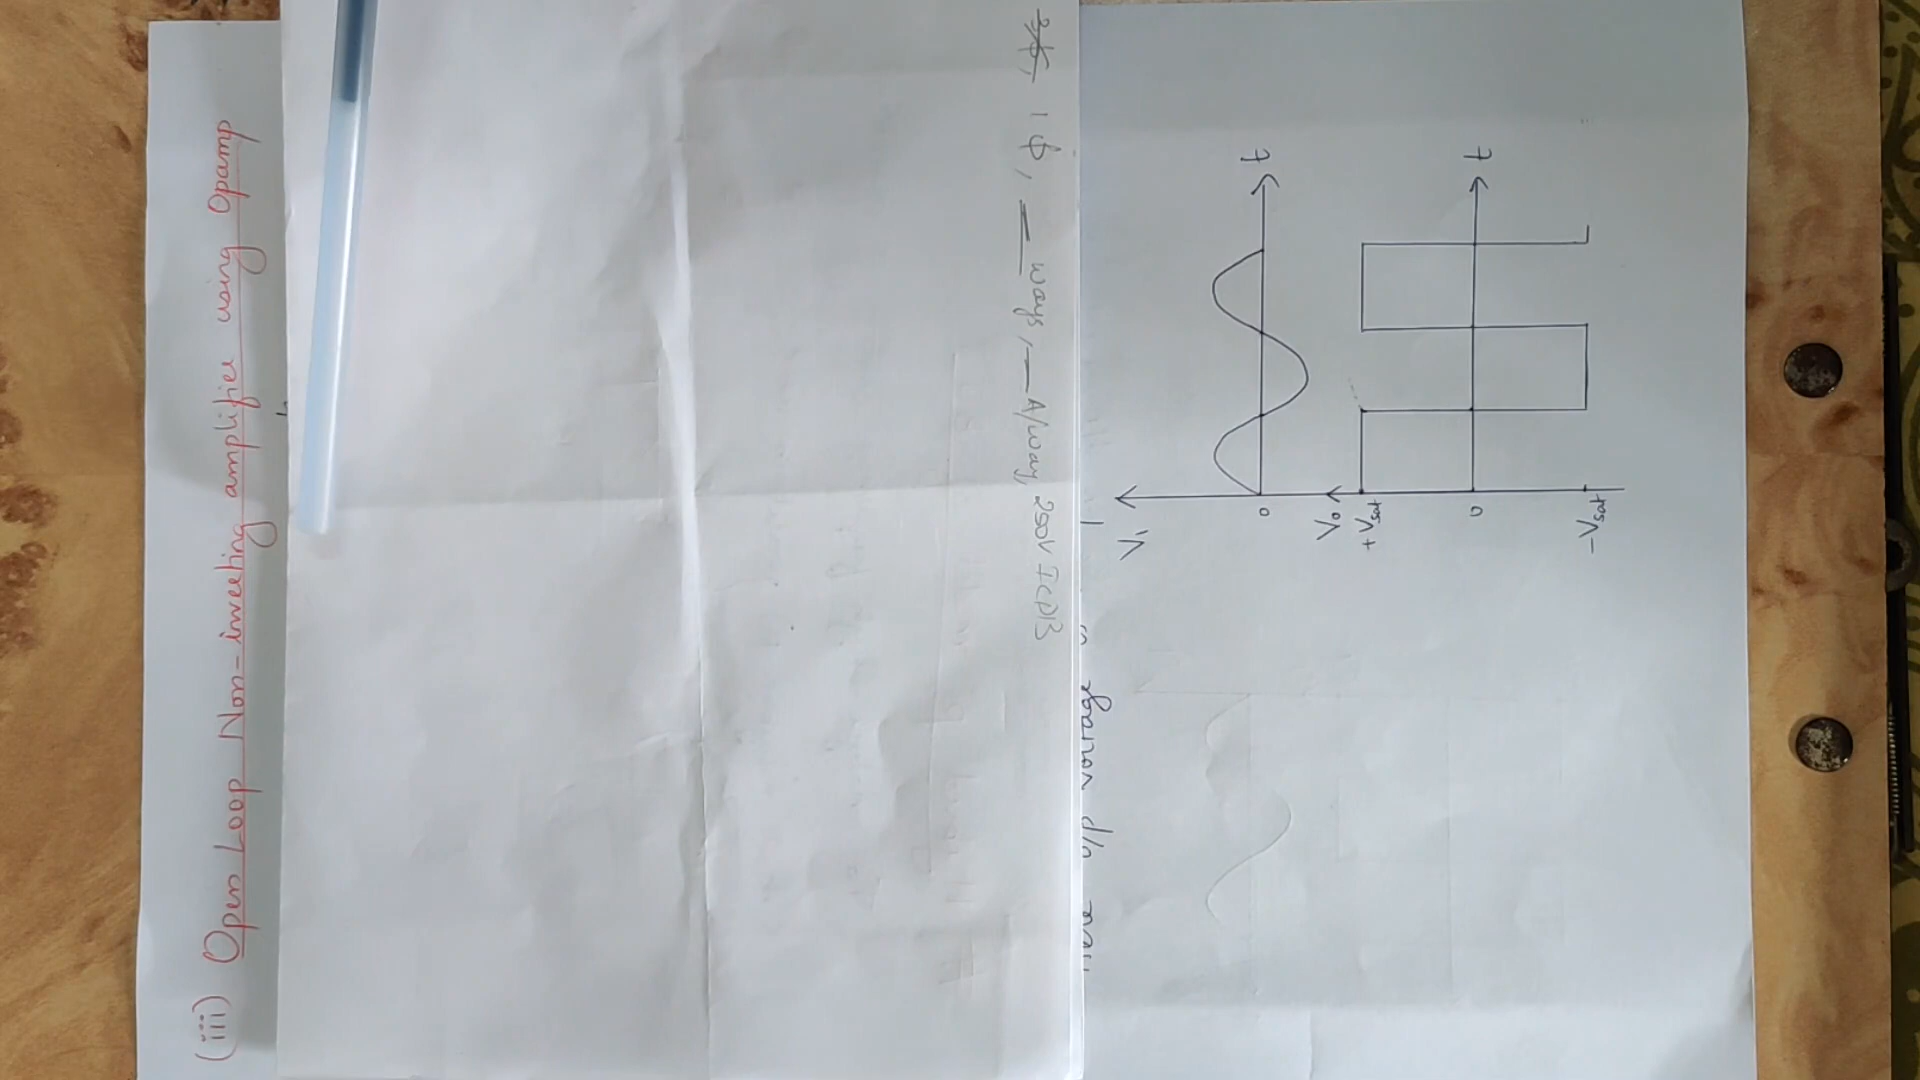 (iii) Open Loop Non-inverting amplifier using Opamp
1ϕ, — ways, — A/way, 250V ICDB
o/p voltage
Vi
0
t
Vo
+Vsat
0
t
-Vsat